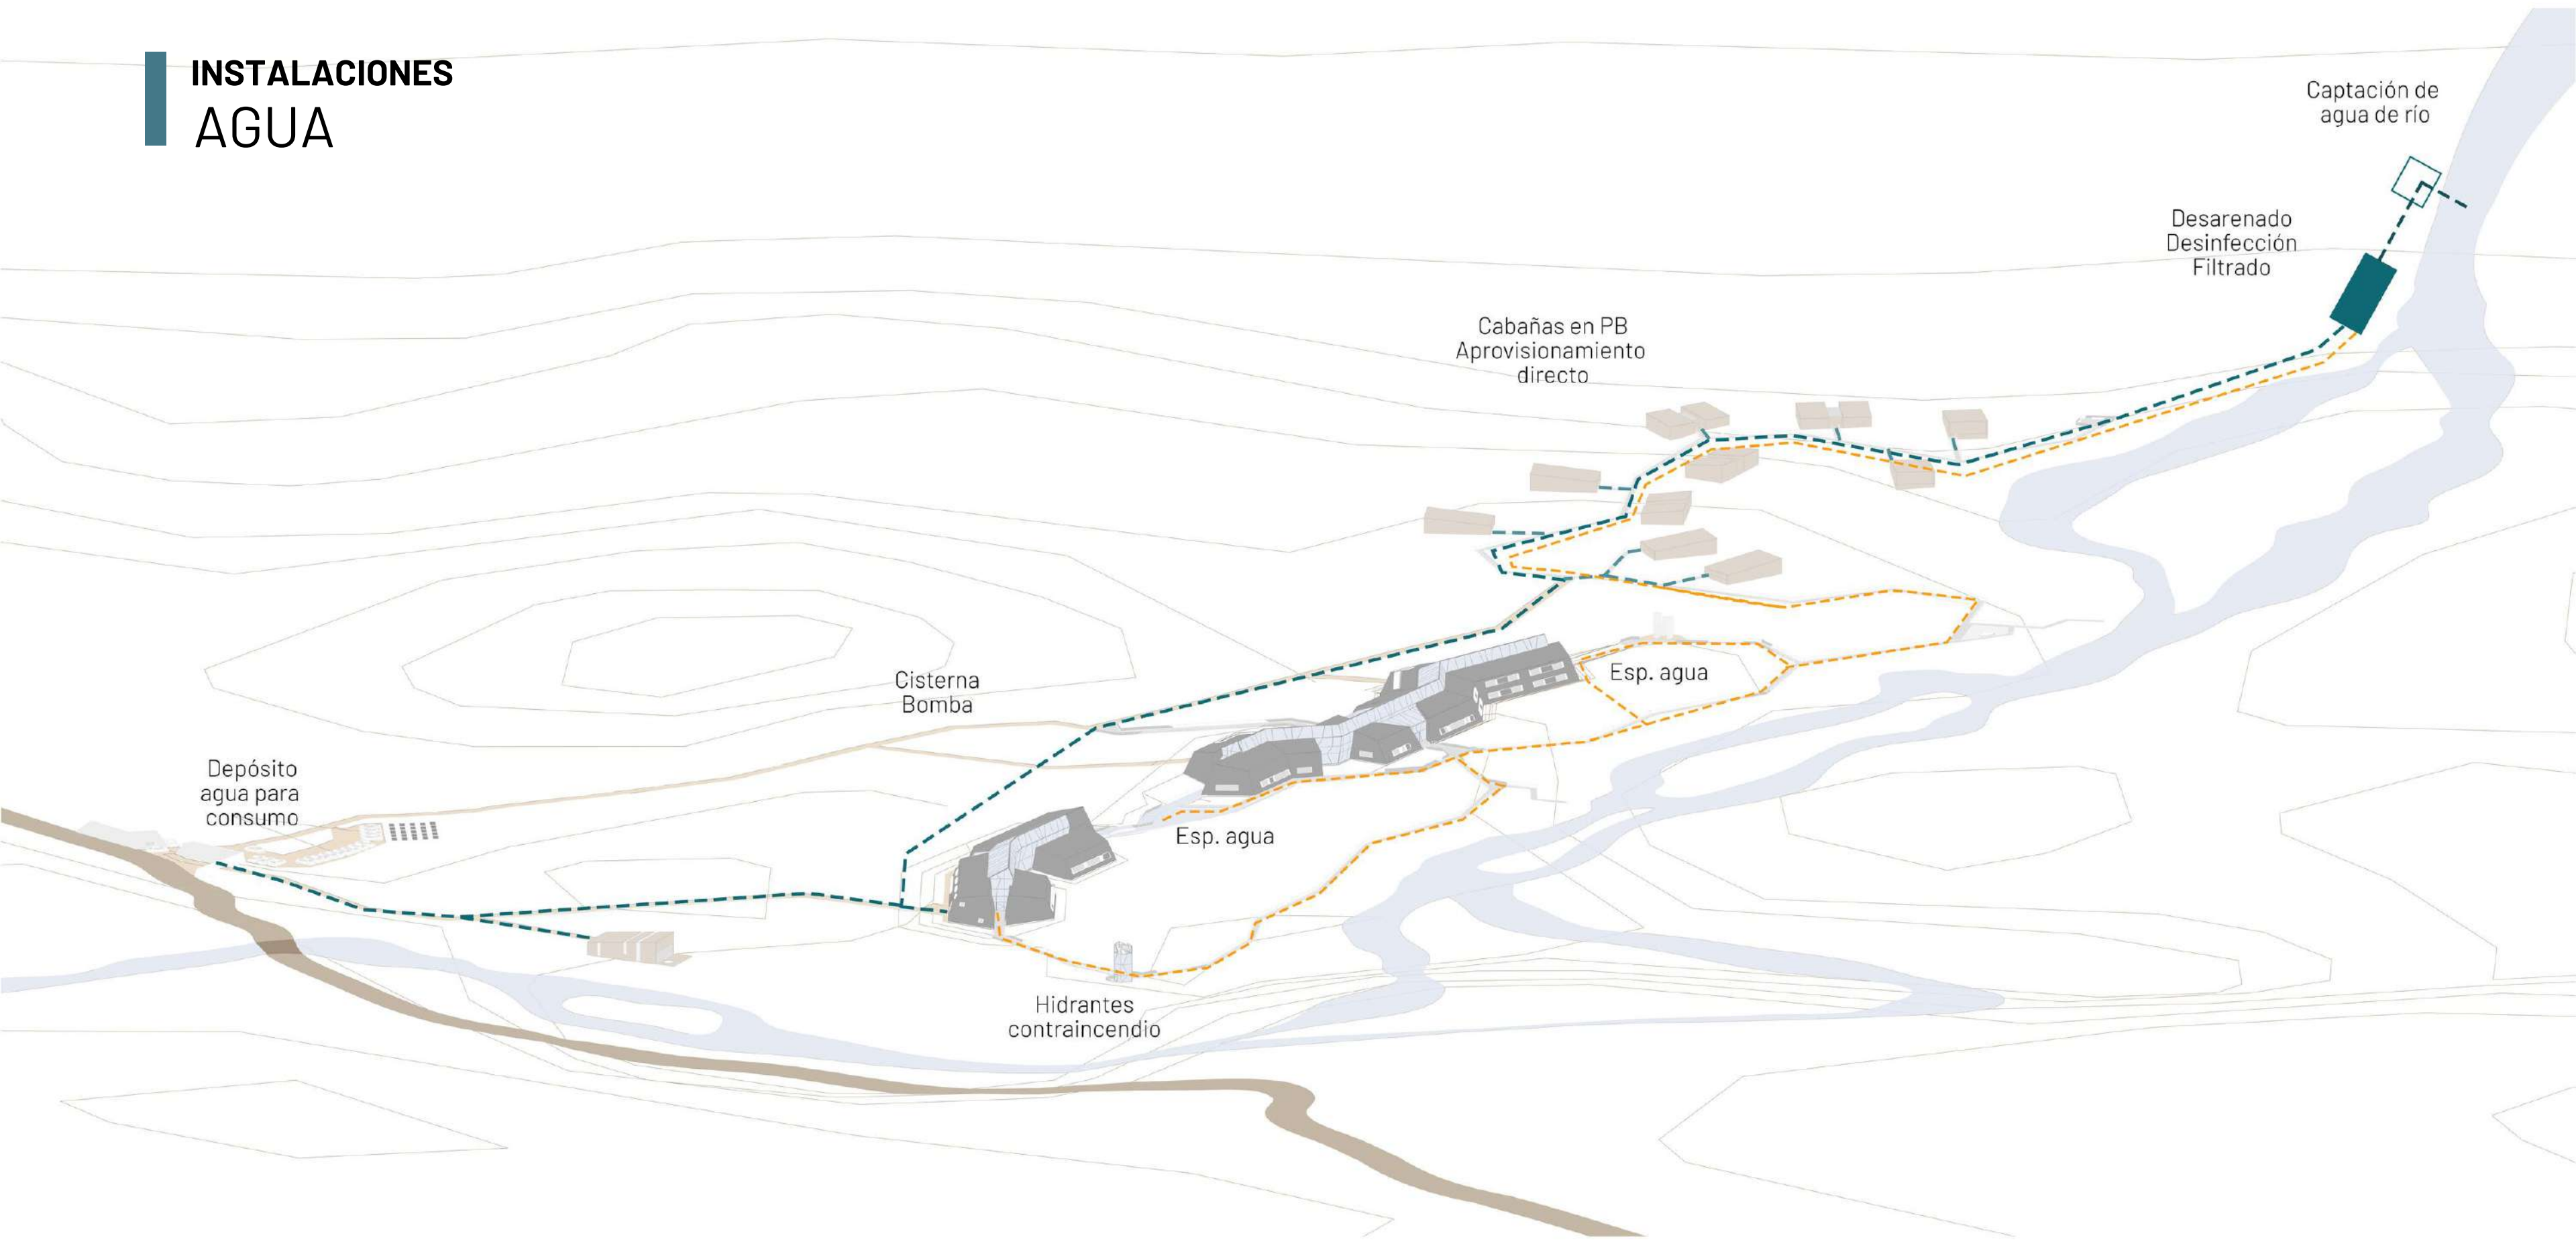 INSTALACIONES
AGUA
Captación de
agua de río
Desarenado
Desinfección
Filtrado
Cabañas en PB
Aprovisionamiento
directo
Esp. agua
Cisterna
Bomba
Depósito
agua para
consumo
Esp. agua
Hidrantes
contraincendio